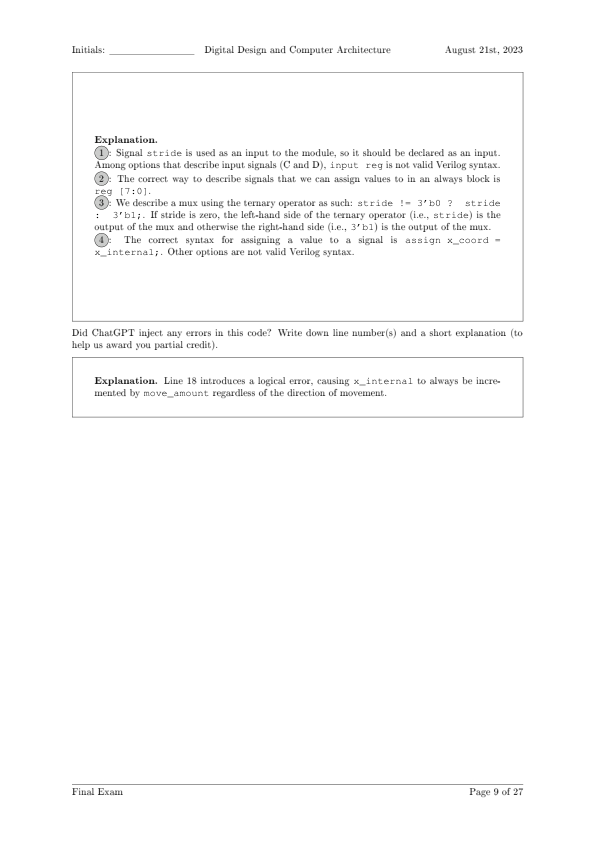 Initials: _________________ Digital Design and Computer Architecture August 21st, 2023
Explanation.
1: Signal stride is used as an input to the module, so it should be declared as an input.
Among options that describe input signals (C and D), input reg is not valid Verilog syntax.
2: The correct way to describe signals that we can assign values to in an always block is
reg [7:0].
3: We describe a mux using the ternary operator as such: stride != 3'b0 ? stride
: 3'b1;. If stride is zero, the left-hand side of the ternary operator (i.e., stride) is the
output of the mux and otherwise the right-hand side (i.e., 3'b1) is the output of the mux.
4: The correct syntax for assigning a value to a signal is assign x_coord =
x_internal;. Other options are not valid Verilog syntax.
Did ChatGPT inject any errors in this code? Write down line number(s) and a short explanation (to
help us award you partial credit).
Explanation. Line 18 introduces a logical error, causing x_internal to always be incre-
mented by move_amount regardless of the direction of movement.
Final Exam Page 9 of 27